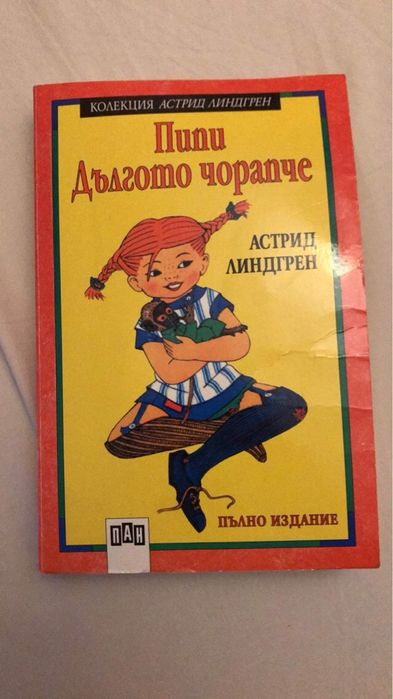 КОЛЕКЦИЯ АСТРИД ЛИНДГРЕН
Пипи
Дългото чорапче
АСТРИД
ЛИНДГРЕН
ПЪЛНО ИЗДАНИЕ
ПАН